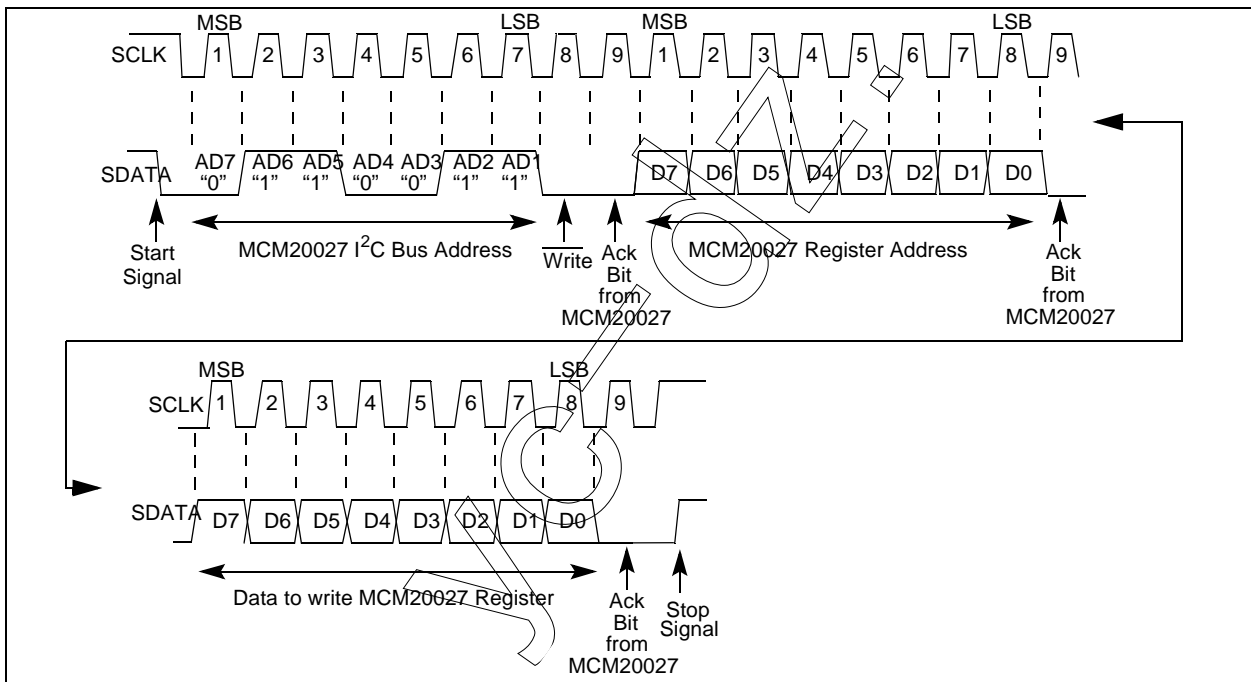 MSB LSB MSB LSB
SCLK 1 2 3 4 5 6 7 8 9 1 2 3 4 5 6 7 8 9
AD7 AD6 AD5 AD4 AD3 AD2 AD1
SDATA “0” “1” “1” “0” “0” “1” “1” D7 D6 D5 D4 D3 D2 D1 D0
Start Signal
MCM20027 I²C Bus Address
Write
Ack Bit from MCM20027
MCM20027 Register Address
Ack Bit from MCM20027
MSB LSB
SCLK 1 2 3 4 5 6 7 8 9
SDATA D7 D6 D5 D4 D3 D2 D1 D0
Data to write MCM20027 Register
Ack Bit from MCM20027
Stop Signal